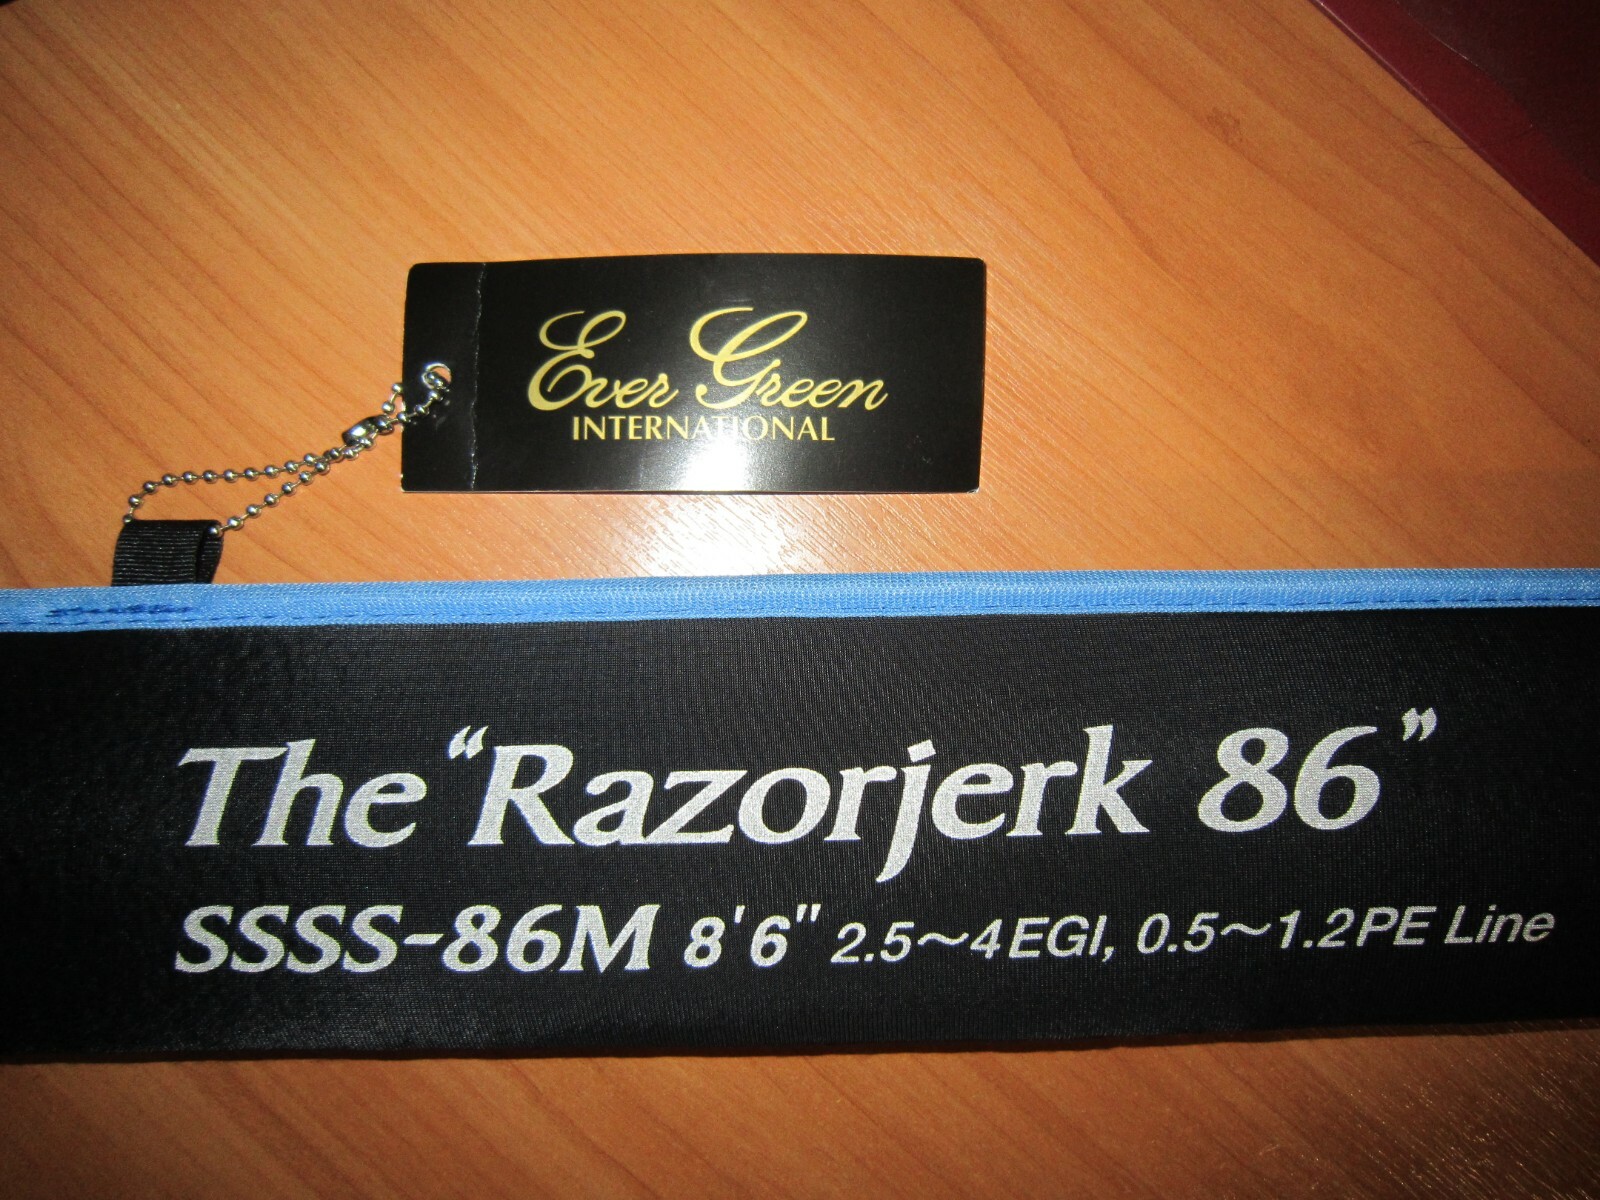 Ever Green
INTERNATIONAL
The "Razorjerk 86"
SSSS-86M 8'6" 2.5~4EGI, 0.5~1.2PE Line